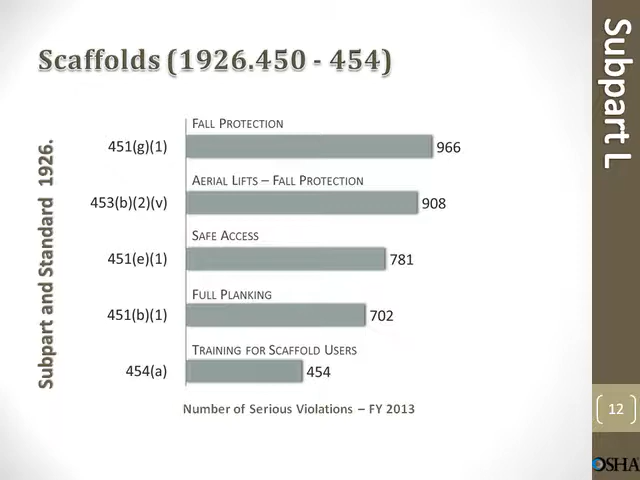 Scaffolds (1926.450 - 454)
Subpart L
Subpart and Standard 1926.
FALL PROTECTION
451(g)(1)
966
AERIAL LIFTS – FALL PROTECTION
453(b)(2)(v)
908
SAFE ACCESS
451(e)(1)
781
FULL PLANKING
451(b)(1)
702
TRAINING FOR SCAFFOLD USERS
454(a)
454
Number of Serious Violations – FY 2013
12
OSHA